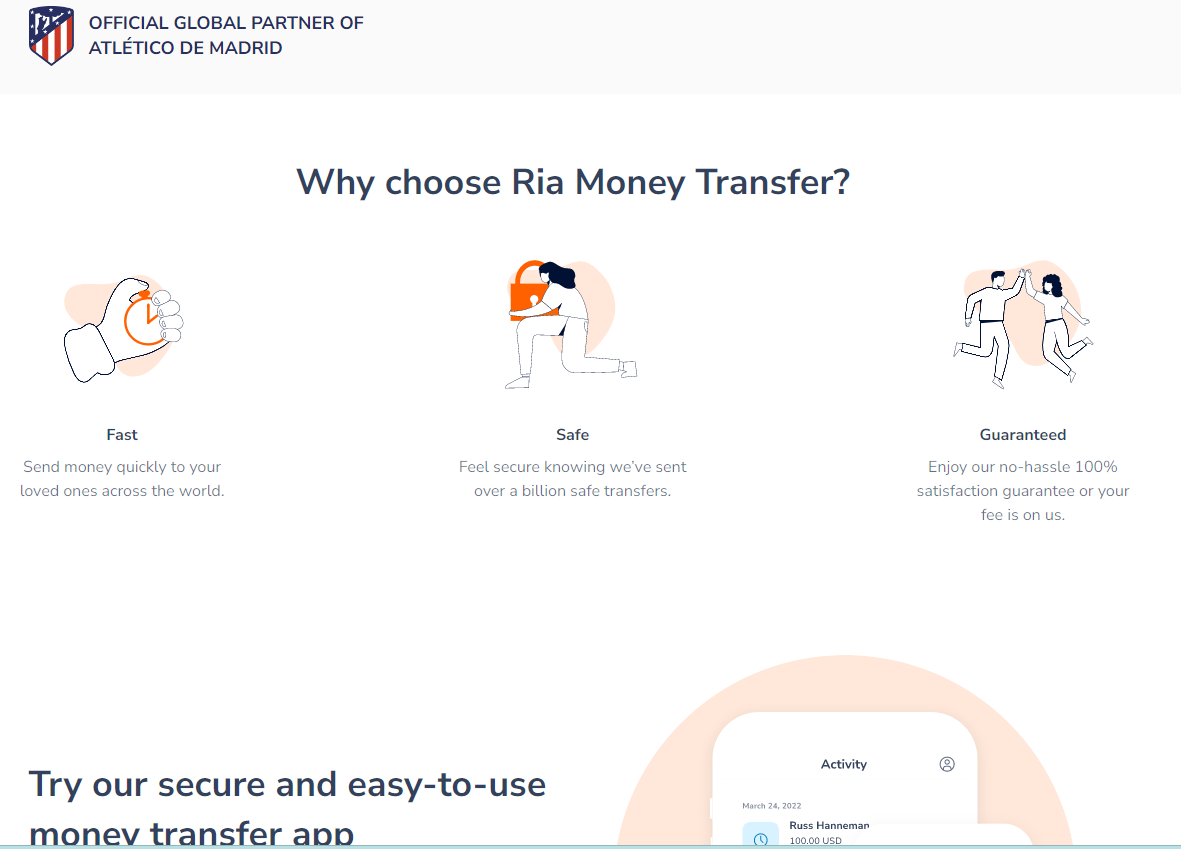 OFFICIAL GLOBAL PARTNER OF
ATLÉTICO DE MADRID
Why choose Ria Money Transfer?
Fast
Send money quickly to your
loved ones across the world.
Safe
Feel secure knowing we’ve sent
over a billion safe transfers.
Guaranteed
Enjoy our no-hassle 100%
satisfaction guarantee or your
fee is on us.
Try our secure and easy-to-use
money transfer app
Activity
March 24, 2022
Russ Hanneman
100.00 USD